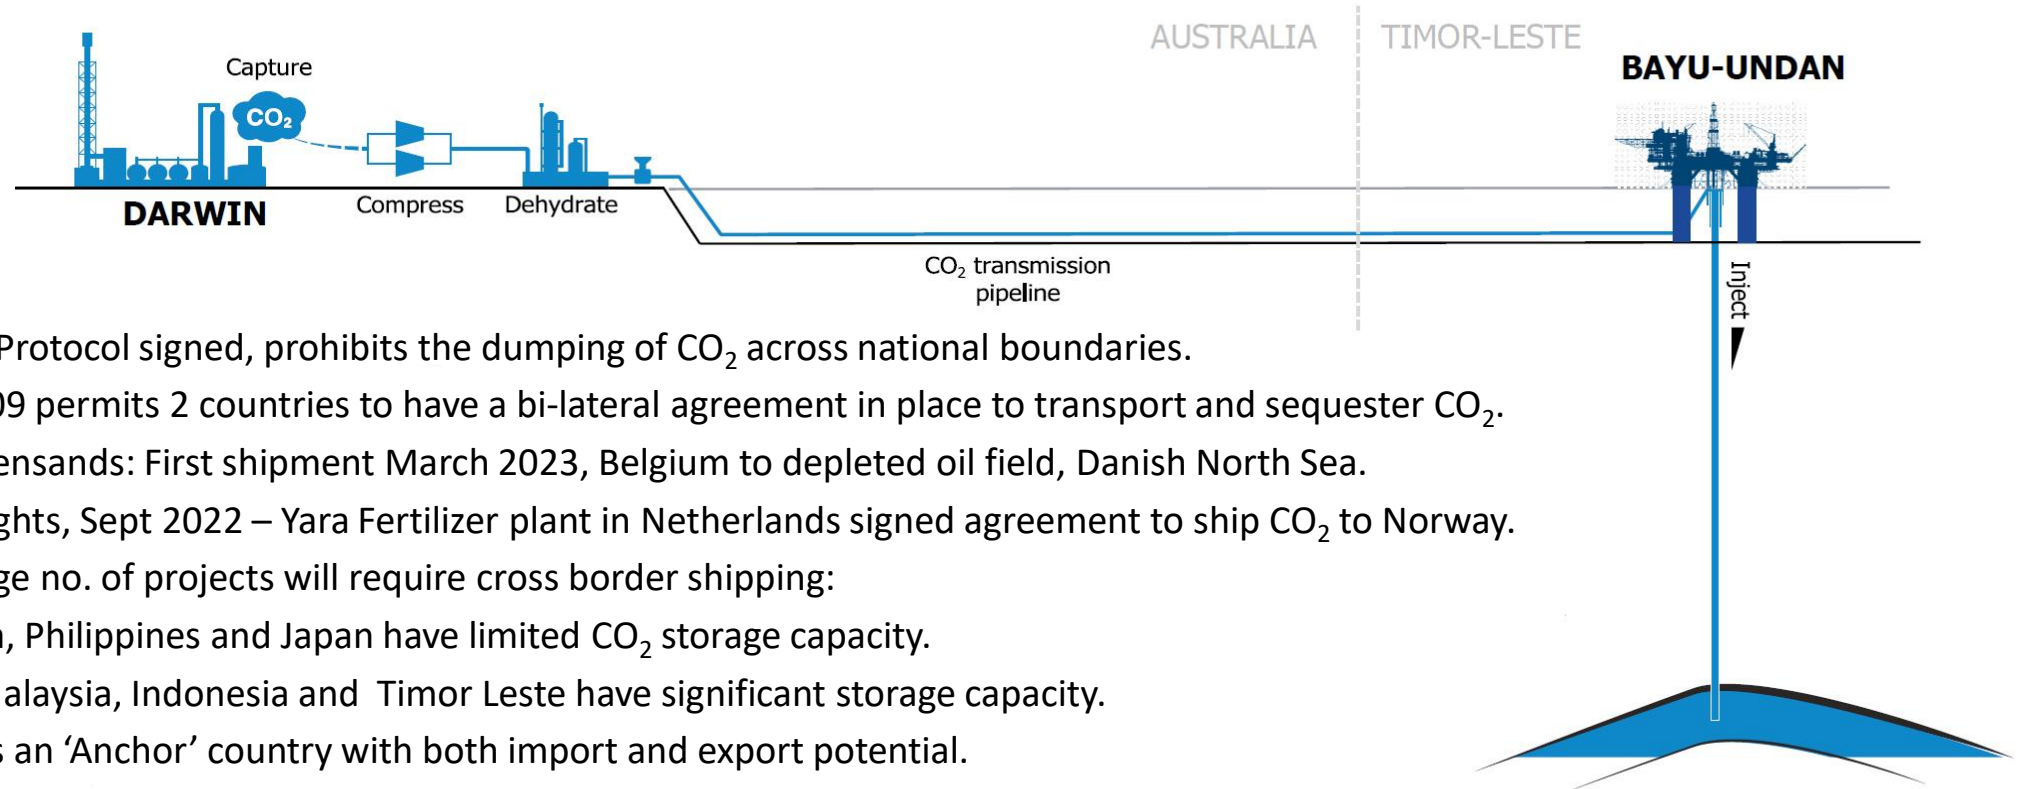 AUSTRALIA
TIMOR-LESTE
BAYU-UNDAN
Capture
CO₂
DARWIN
Compress
Dehydrate
CO₂ transmission
pipeline
Inject
Protocol signed, prohibits the dumping of CO₂ across national boundaries.
09 permits 2 countries to have a bi-lateral agreement in place to transport and sequester CO₂.
ensands: First shipment March 2023, Belgium to depleted oil field, Danish North Sea.
ghts, Sept 2022 – Yara Fertilizer plant in Netherlands signed agreement to ship CO₂ to Norway.
ge no. of projects will require cross border shipping:
, Philippines and Japan have limited CO₂ storage capacity.
alaysia, Indonesia and Timor Leste have significant storage capacity.
s an ‘Anchor’ country with both import and export potential.